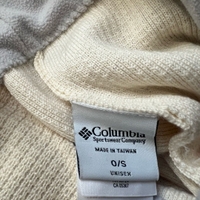 Columbia
Sportswear Company
MADE IN TAIWAN
O/S
UNISEX